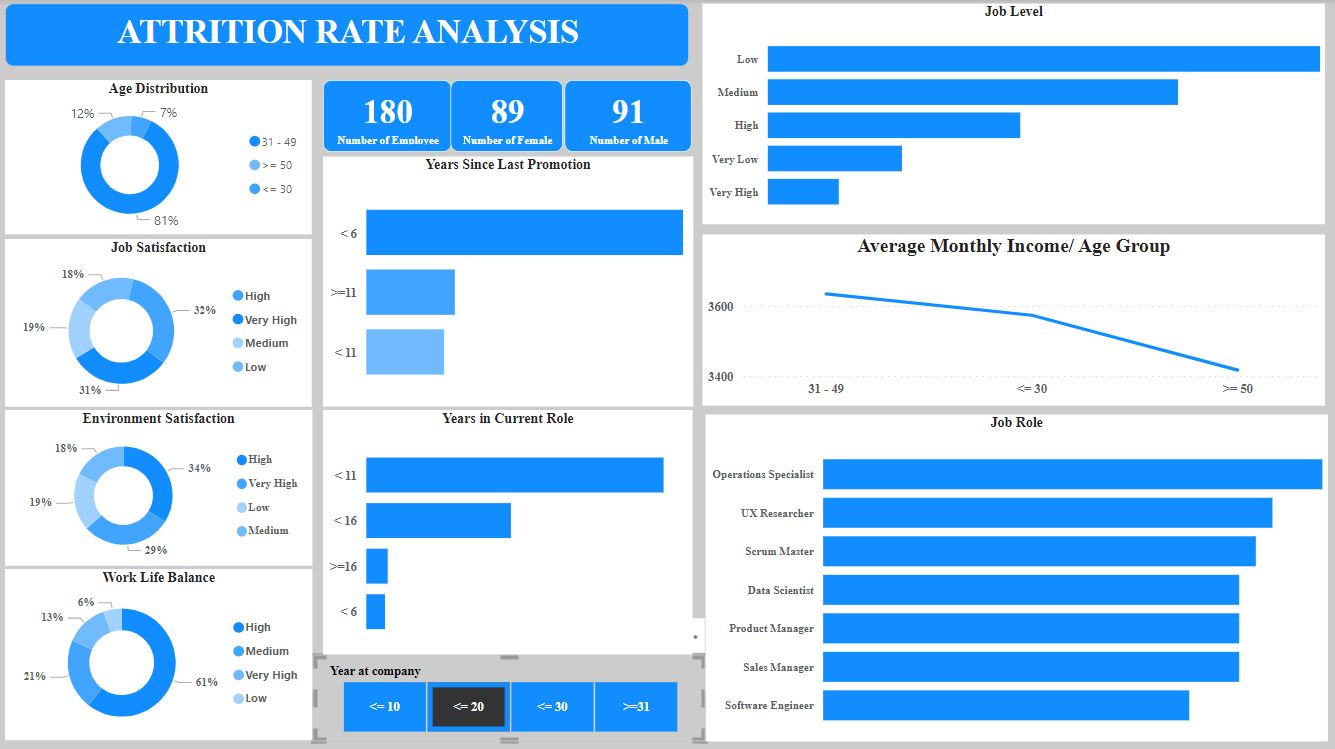 ATTRITION RATE ANALYSIS
Age Distribution
12%
7%
81%
31 - 49
>= 50
<= 30
Job Satisfaction
18%
32%
19%
31%
High
Very High
Medium
Low
Environment Satisfaction
18%
34%
19%
29%
High
Very High
Low
Medium
Work Life Balance
6%
13%
21%
61%
High
Medium
Very High
Low
180
Number of Employee
89
Number of Female
91
Number of Male
Years Since Last Promotion
< 6
>=11
< 11
Years in Current Role
< 11
< 16
>=16
< 6
Year at company
<= 10
<= 20
<= 30
>=31
Job Level
Low
Medium
High
Very Low
Very High
Average Monthly Income/ Age Group
3600
3400
31 - 49
<= 30
>= 50
Job Role
Operations Specialist
UX Researcher
Scrum Master
Data Scientist
Product Manager
Sales Manager
Software Engineer